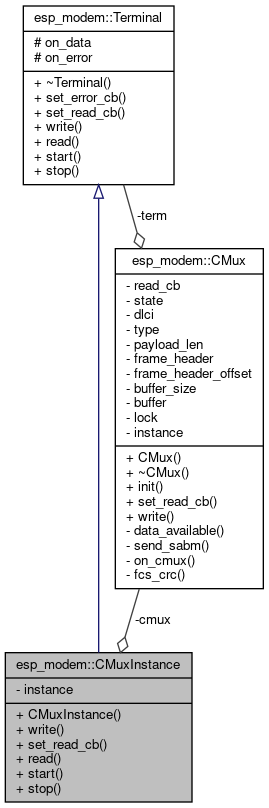 esp_modem::Terminal
# on_data
# on_error
+ ~Terminal()
+ set_error_cb()
+ set_read_cb()
+ write()
+ read()
+ start()
+ stop()
-term
esp_modem::CMux
- read_cb
- state
- dlci
- type
- payload_len
- frame_header
- frame_header_offset
- buffer_size
- buffer
- lock
- instance
+ CMux()
+ ~CMux()
+ init()
+ set_read_cb()
+ write()
- data_available()
- send_sabm()
- on_cmux()
- fcs_crc()
-cmux
esp_modem::CMuxInstance
- instance
+ CMuxInstance()
+ write()
+ set_read_cb()
+ read()
+ start()
+ stop()